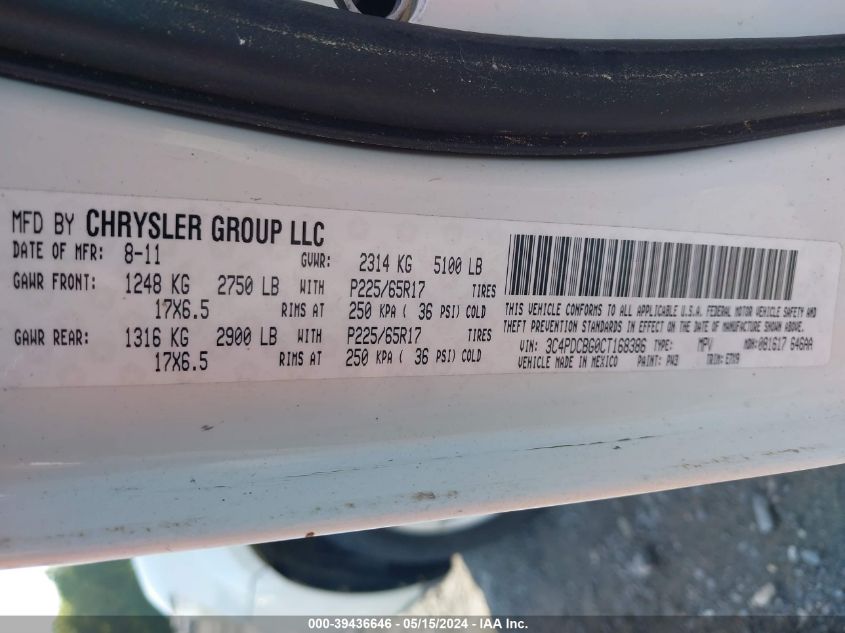 MFD BY CHRYSLER GROUP LLC
DATE OF MFR: 8-11 GVWR: 2314 KG 5100 LB
GAWR FRONT: 1248 KG 2750 LB WITH P225/65R17 TIRES
17X6.5 RIMS AT 250 KPA ( 36 PSI) COLD
GAWR REAR: 1316 KG 2900 LB WITH P225/65R17 TIRES
17X6.5 RIMS AT 250 KPA ( 36 PSI) COLD
THIS VEHICLE CONFORMS TO ALL APPLICABLE U.S.A. FEDERAL MOTOR VEHICLE SAFETY AND
THEFT PREVENTION STANDARDS IN EFFECT ON THE DATE OF MANUFACTURE SHOWN ABOVE.
VIN: 3C4PDCBG0CT168386 TYPE: MPV MDH: 081617 646AA
VEHICLE MADE IN MEXICO PAINT: PW3 TRIM:
000-39436646 - 05/15/2024 - IAA Inc.